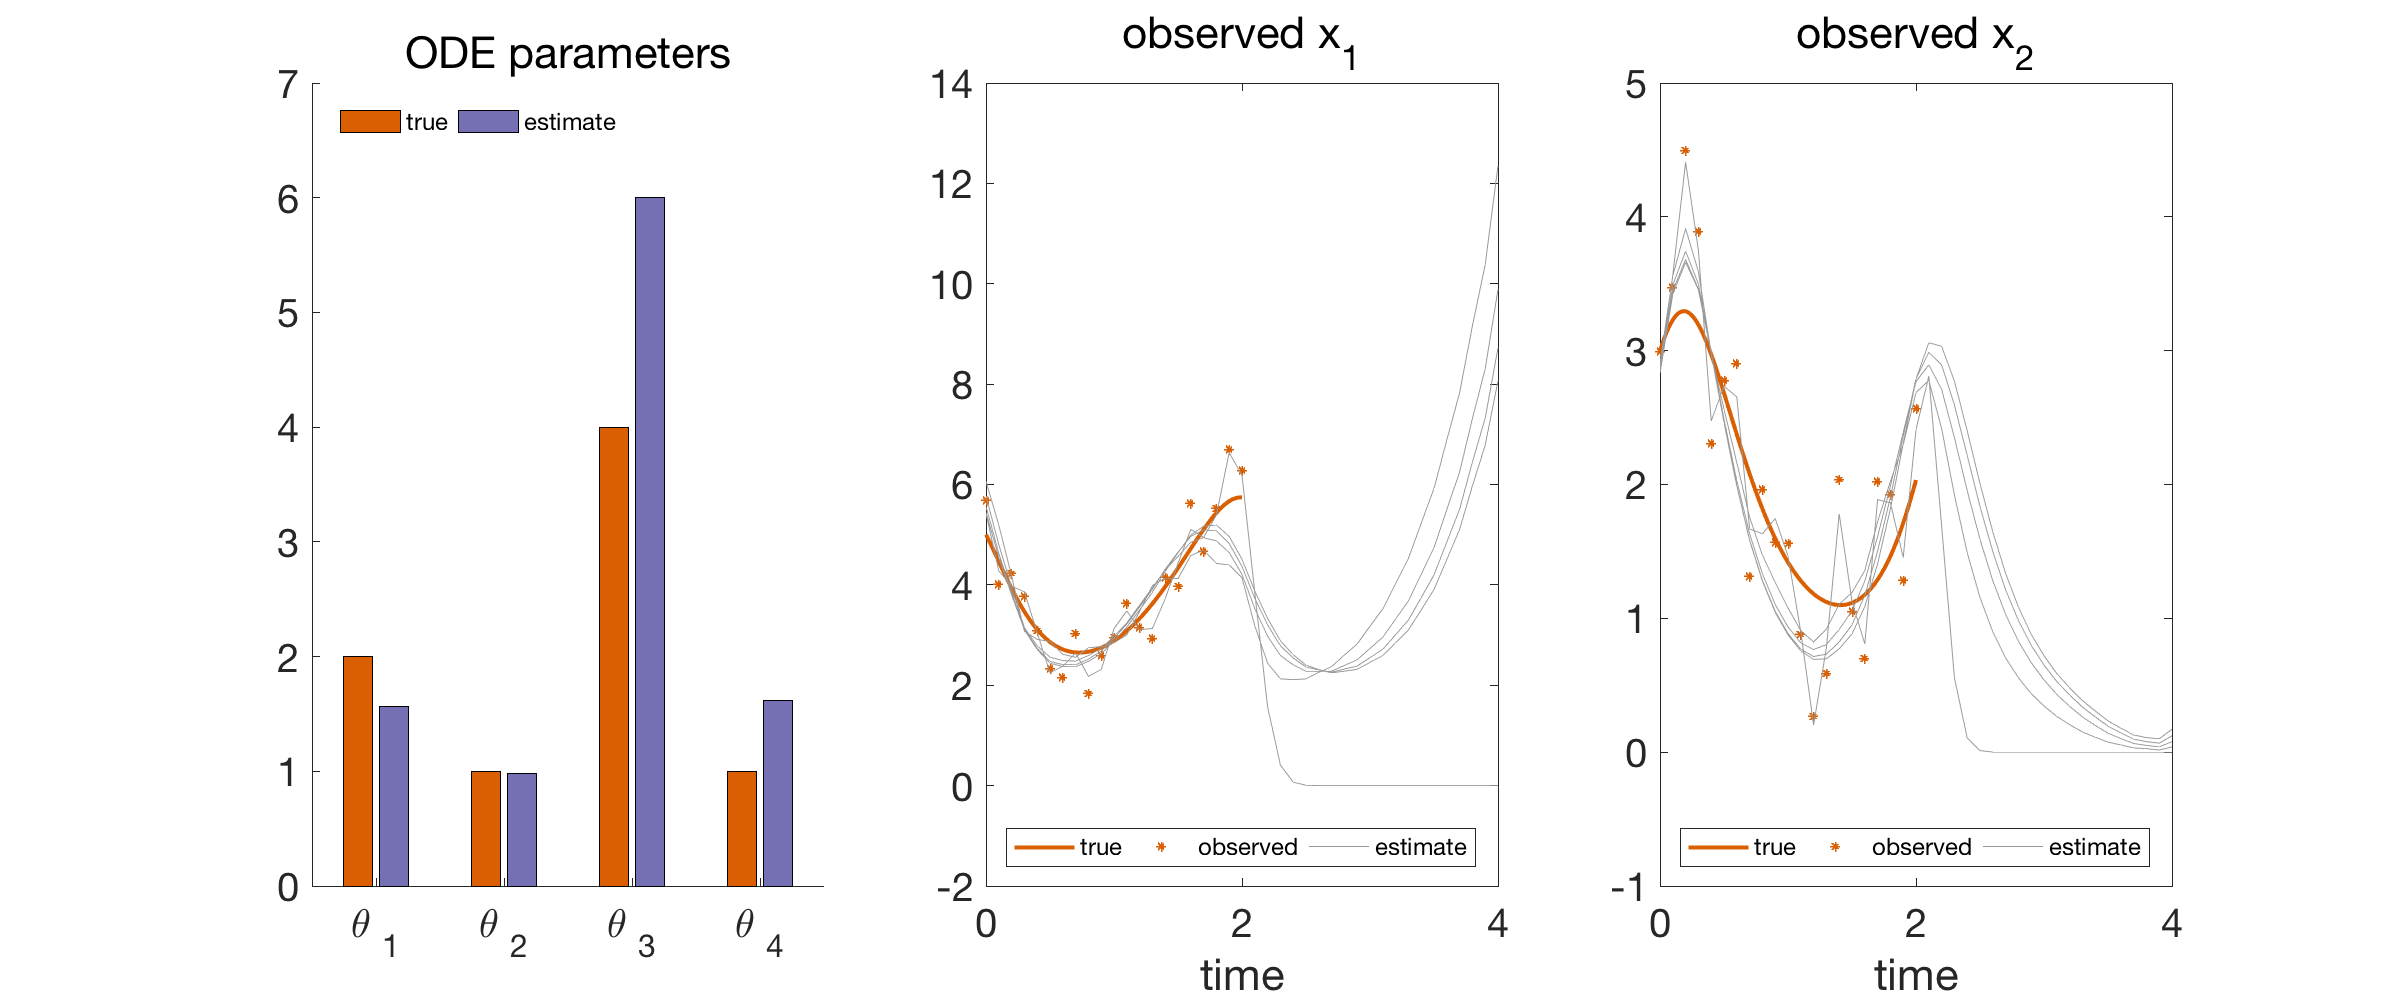 ODE parameters
7
6
5
4
3
2
1
0
true estimate
θ 1 θ 2 θ 3 θ 4
observed x1
14
12
10
8
6
4
2
0
-2
true observed estimate
0 2 4
time
observed x2
5
4
3
2
1
0
-1
true observed estimate
0 2 4
time